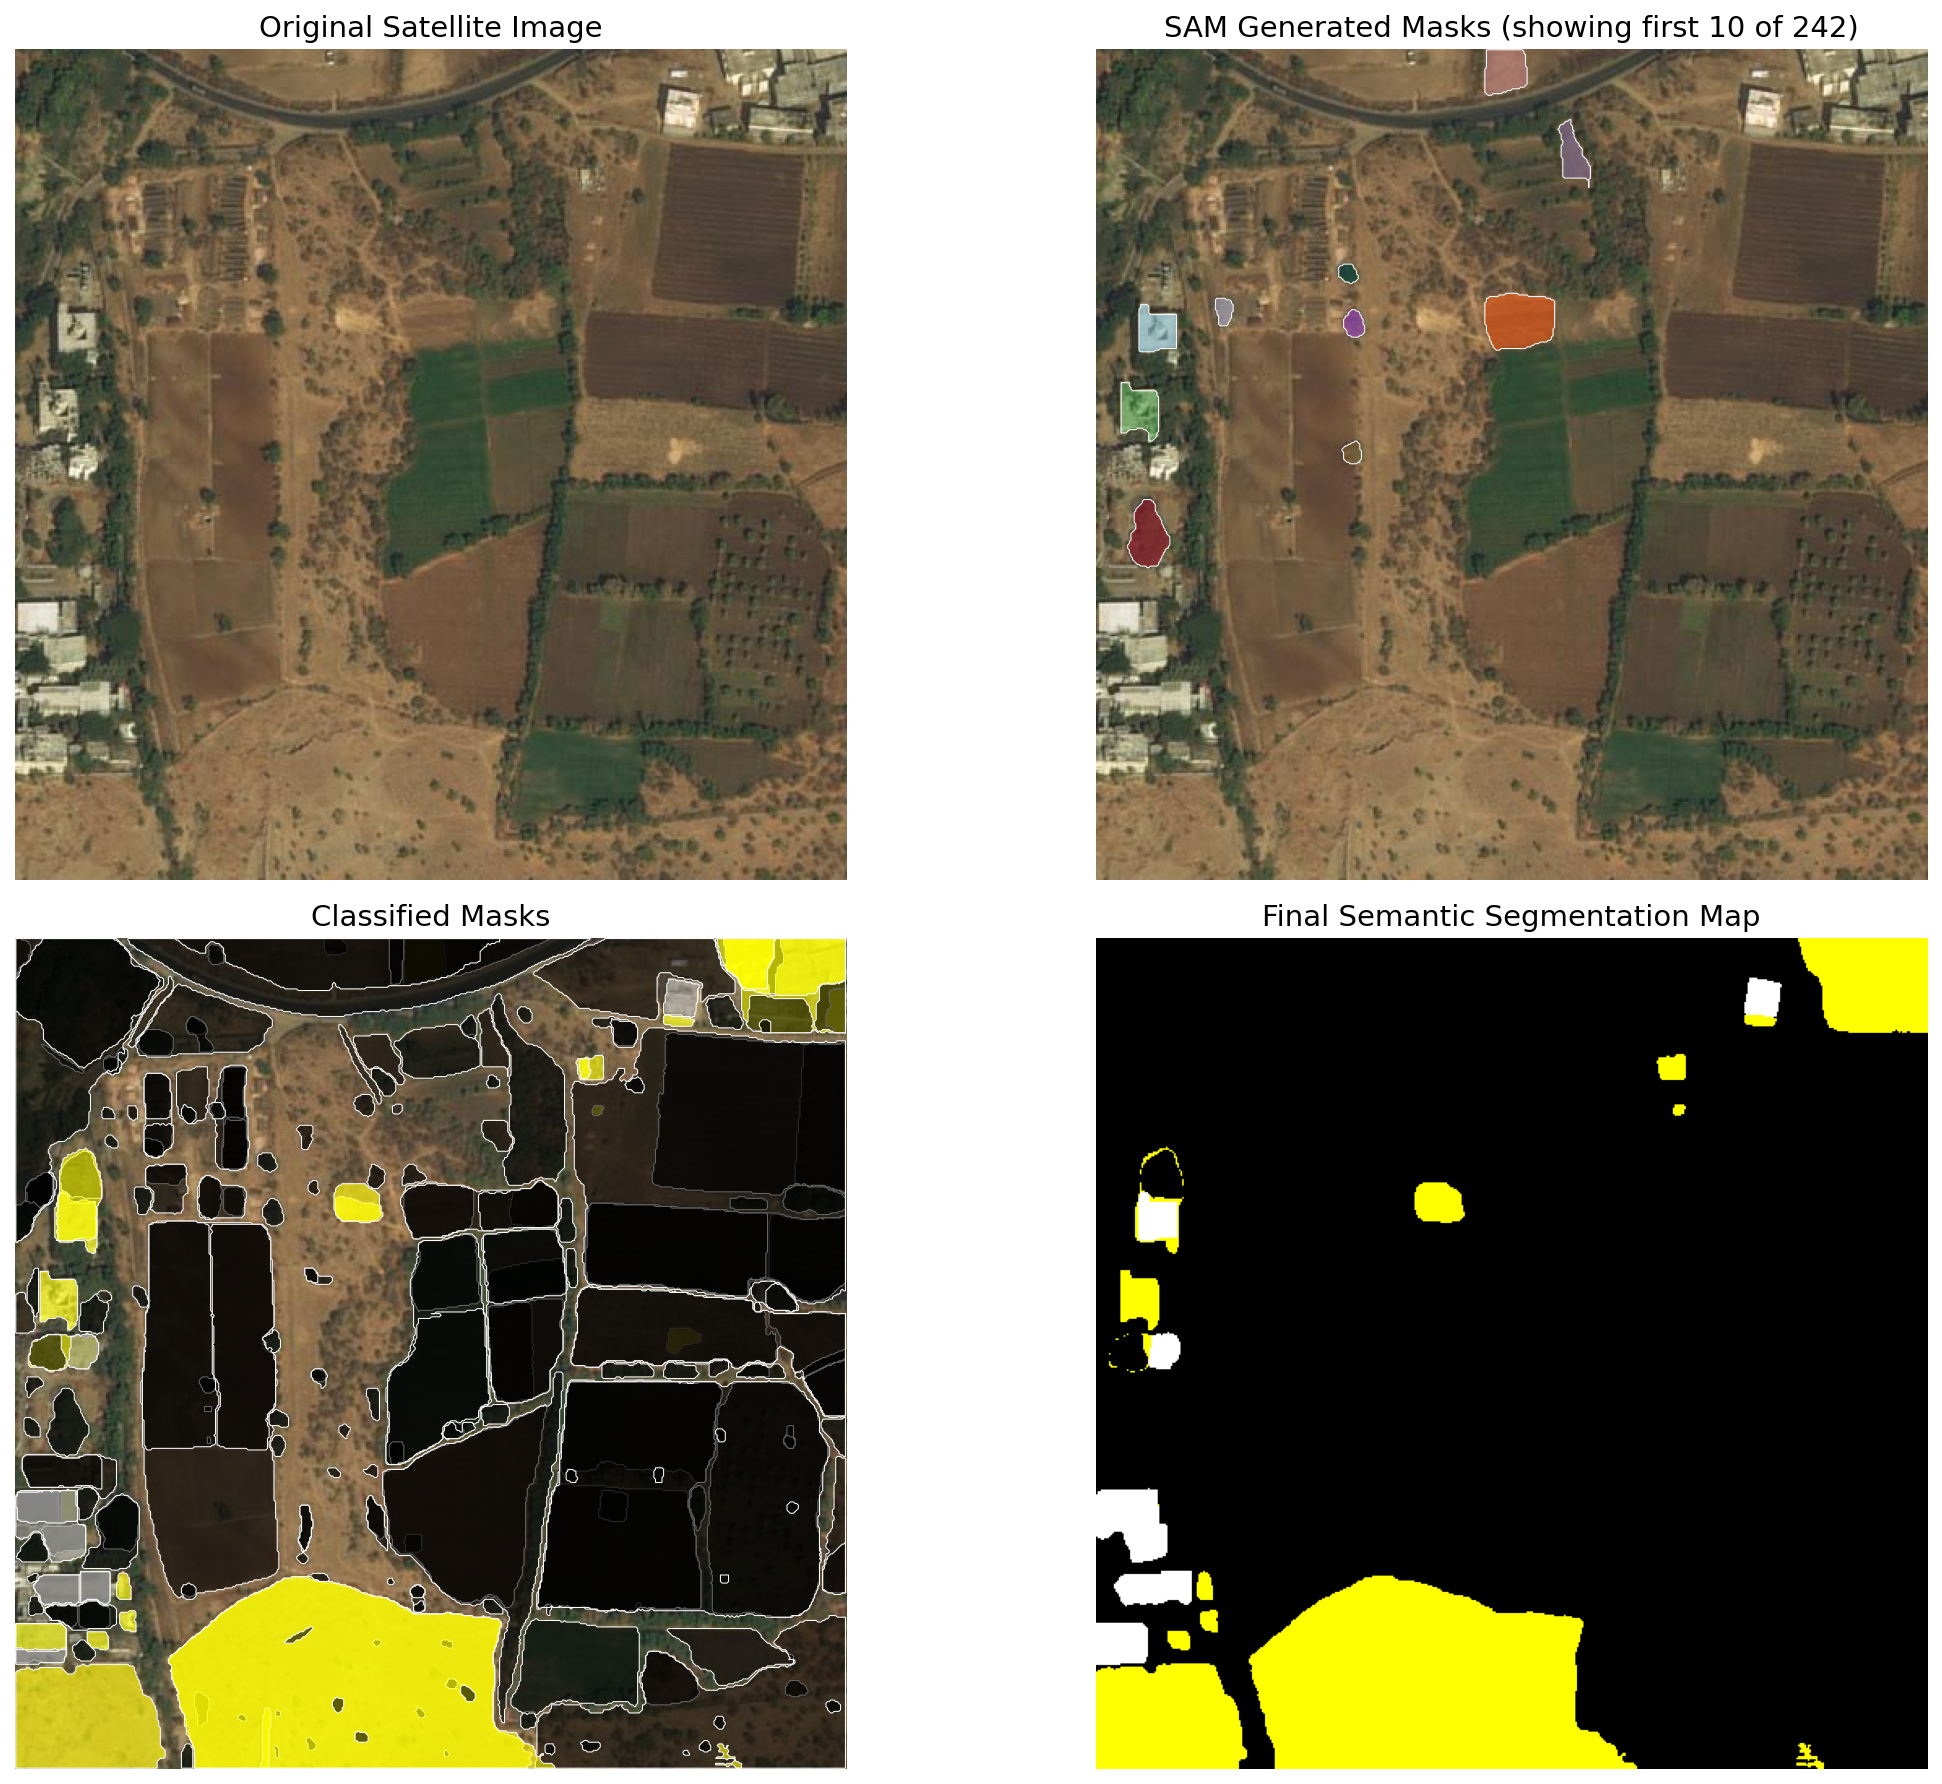 Original Satellite Image
SAM Generated Masks (showing first 10 of 242)
Classified Masks
Final Semantic Segmentation Map